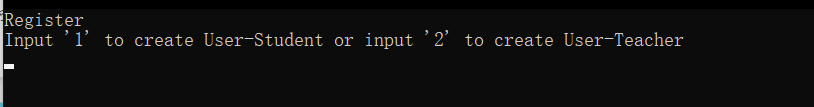 Register
Input '1' to create User-Student or input '2' to create User-Teacher